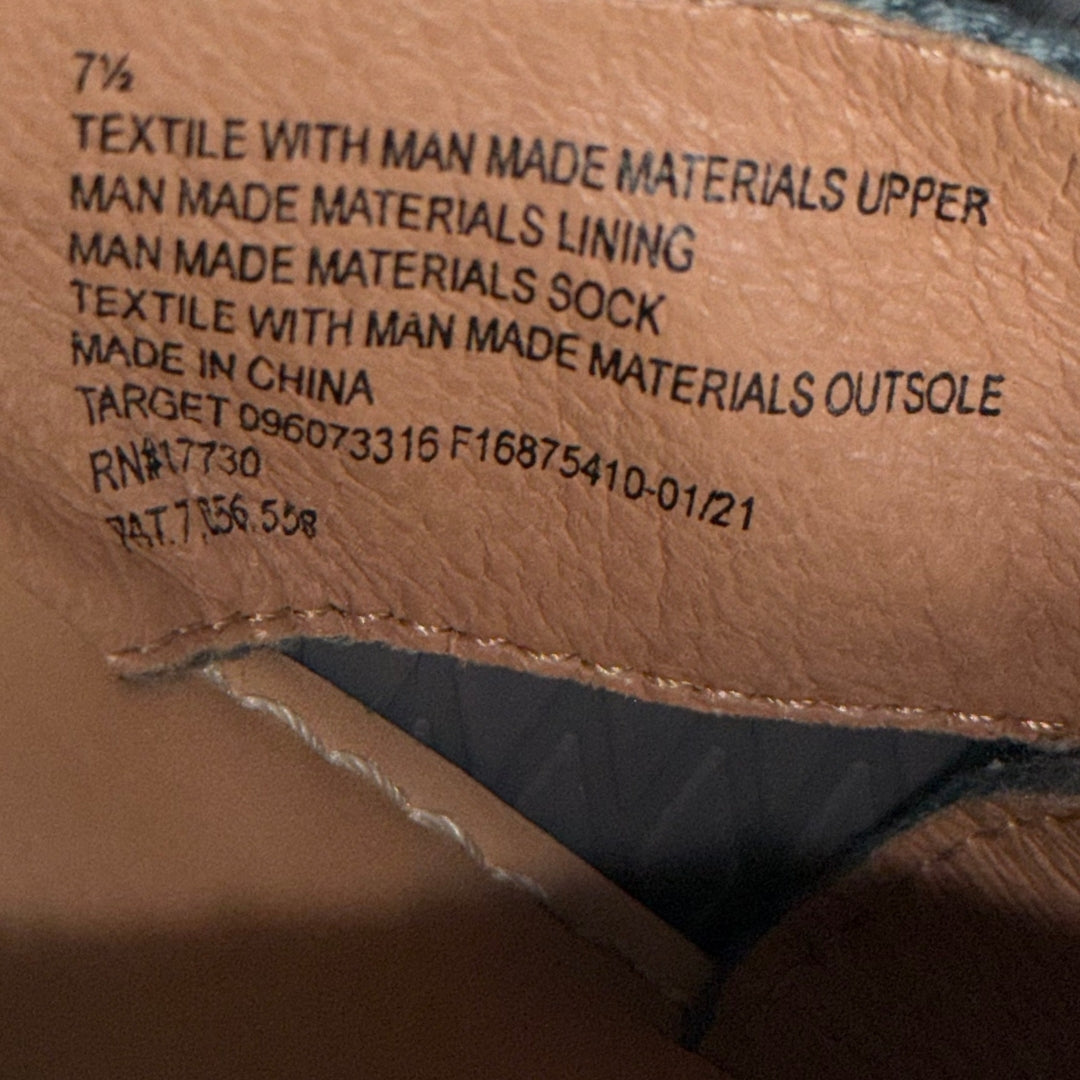 7½
TEXTILE WITH MAN MADE MATERIALS UPPER
MAN MADE MATERIALS LINING
MAN MADE MATERIALS SOCK
TEXTILE WITH MAN MADE MATERIALS OUTSOLE
MADE IN CHINA
TARGET 096073316 F16875410-01/21
RN#17730
PAT.